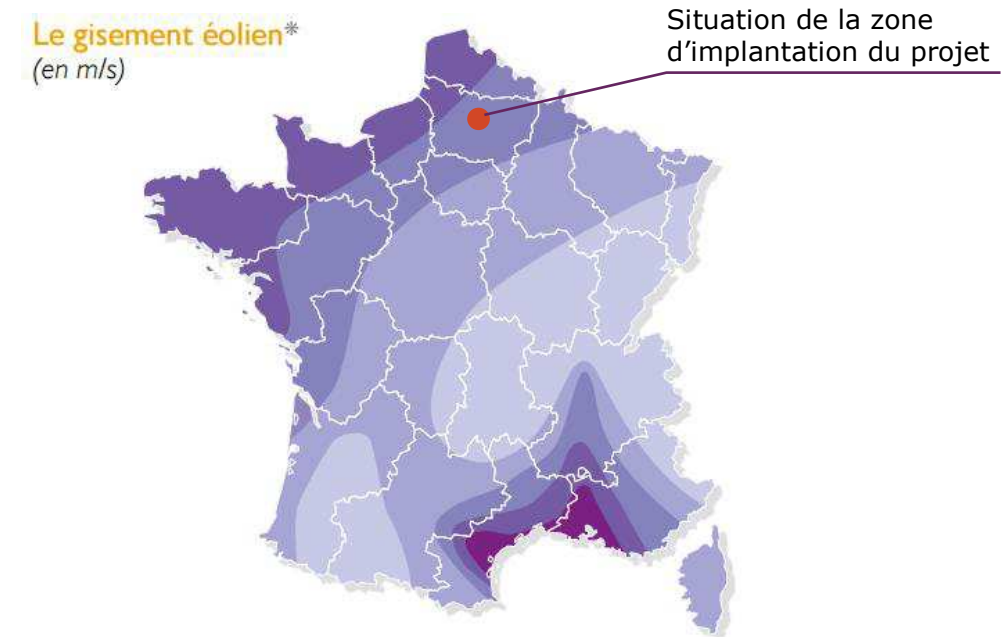 Le gisement éolien*
(en m/s)
Situation de la zone
d'implantation du projet